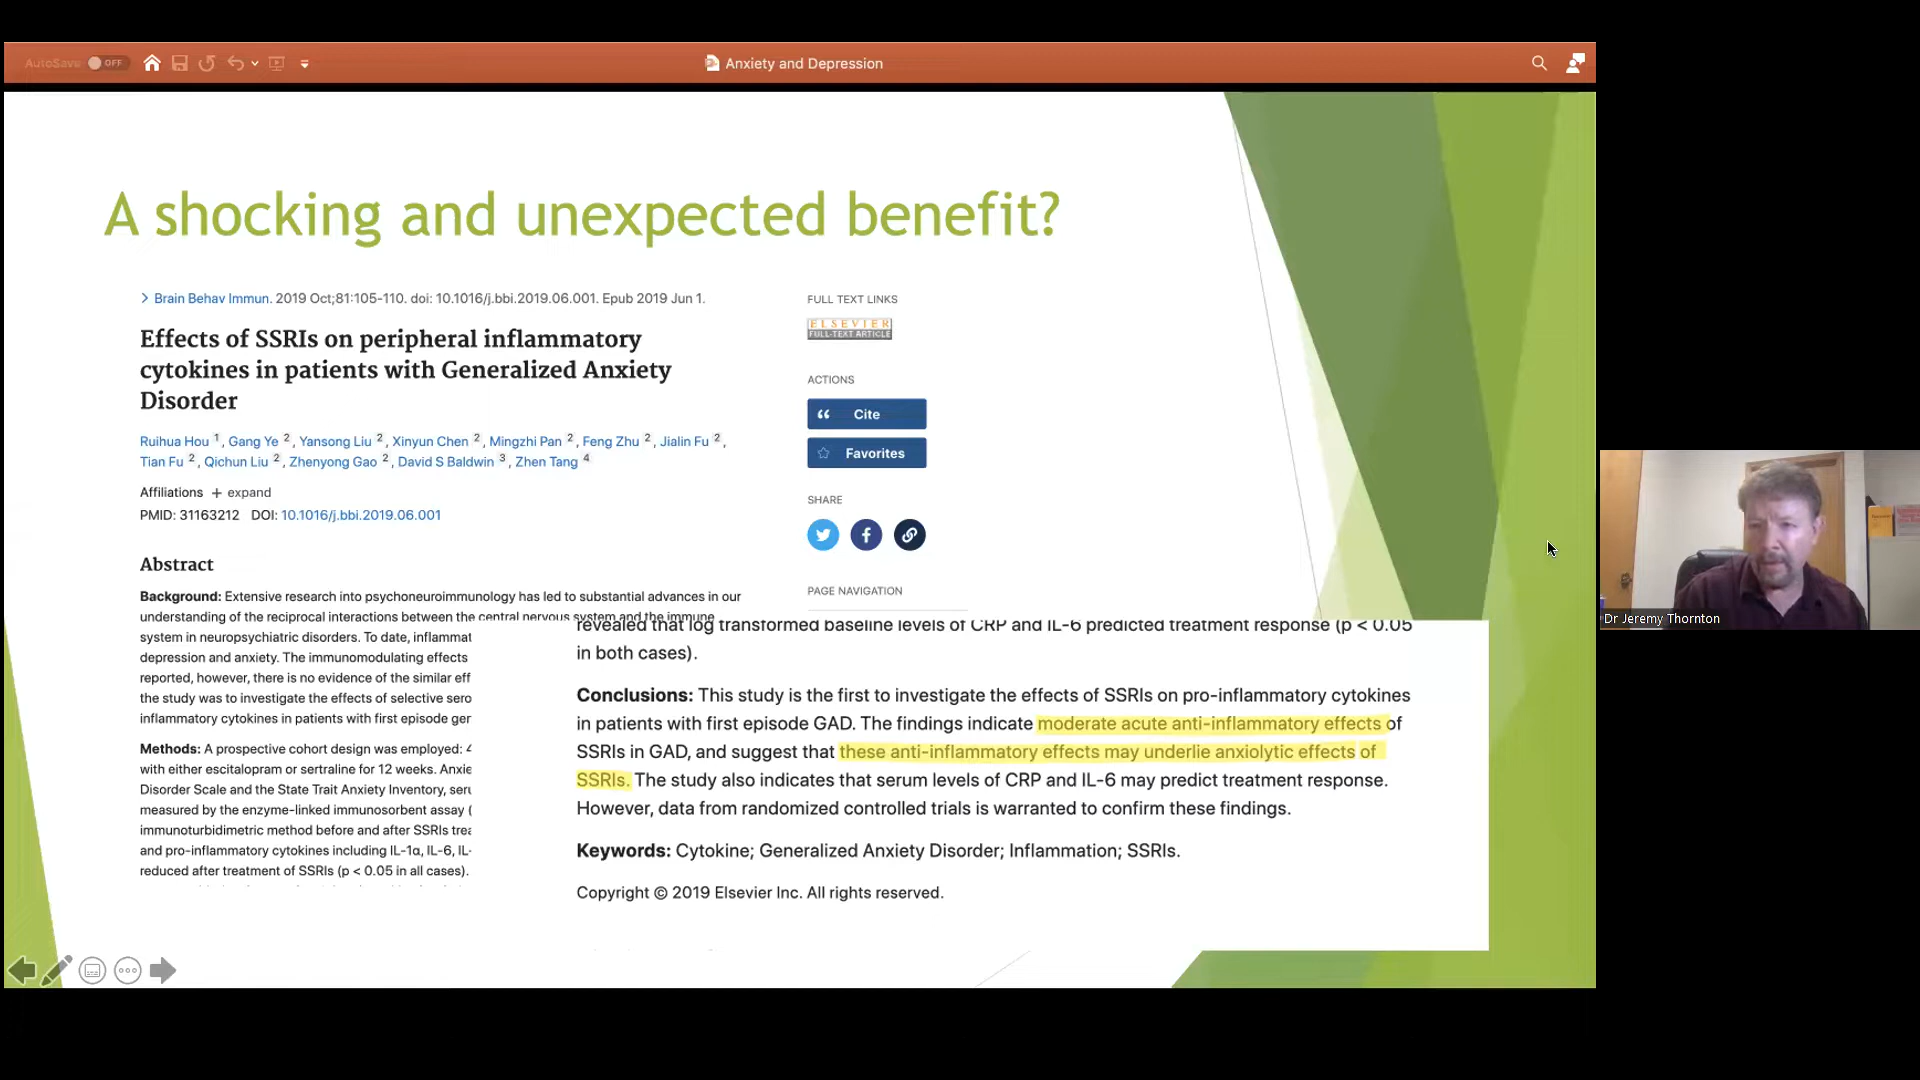 AutoSave OFF
Anxiety and Depression
A shocking and unexpected benefit?
Brain Behav Immun. 2019 Oct;81:105-110. doi: 10.1016/j.bbi.2019.06.001. Epub 2019 Jun 1.
Effects of SSRIs on peripheral inflammatory
cytokines in patients with Generalized Anxiety
Disorder
Ruihua Hou 1, Gang Ye 2, Yansong Liu 2, Xinyun Chen 2, Mingzhi Pan 2, Feng Zhu 2, Jialin Fu 2,
Tian Fu 2, Qichun Liu 2, Zhenyong Gao 2, David S Baldwin 3, Zhen Tang 4
Affiliations + expand
PMID: 31163212 DOI: 10.1016/j.bbi.2019.06.001
Abstract
Background: Extensive research into psychoneuroimmunology has led to substantial advances in our
understanding of the reciprocal interactions between the central nervous system and the immune
system in neuropsychiatric disorders. To date, inflammat
depression and anxiety. The immunomodulating effects
reported, however, there is no evidence of the similar eff
the study was to investigate the effects of selective sero
inflammatory cytokines in patients with first episode ger
Methods: A prospective cohort design was employed:
with either escitalopram or sertraline for 12 weeks. Anxie
Disorder Scale and the State Trait Anxiety Inventory, seru
measured by the enzyme-linked immunosorbent assay (
immunoturbidimetric method before and after SSRIs trea
and pro-inflammatory cytokines including IL-1α, IL-6, IL-
reduced after treatment of SSRIs (p < 0.05 in all cases).
FULL TEXT LINKS
ELSEVIER
FULL-TEXT ARTICLE
ACTIONS
Cite
Favorites
SHARE
PAGE NAVIGATION
revealed that log transformed baseline levels of CRP and IL-6 predicted treatment response (p < 0.05
in both cases).
Conclusions: This study is the first to investigate the effects of SSRIs on pro-inflammatory cytokines
in patients with first episode GAD. The findings indicate moderate acute anti-inflammatory effects of
SSRIs in GAD, and suggest that these anti-inflammatory effects may underlie anxiolytic effects of
SSRIs. The study also indicates that serum levels of CRP and IL-6 may predict treatment response.
However, data from randomized controlled trials is warranted to confirm these findings.
Keywords: Cytokine; Generalized Anxiety Disorder; Inflammation; SSRIs.
Copyright © 2019 Elsevier Inc. All rights reserved.
Dr Jeremy Thornton